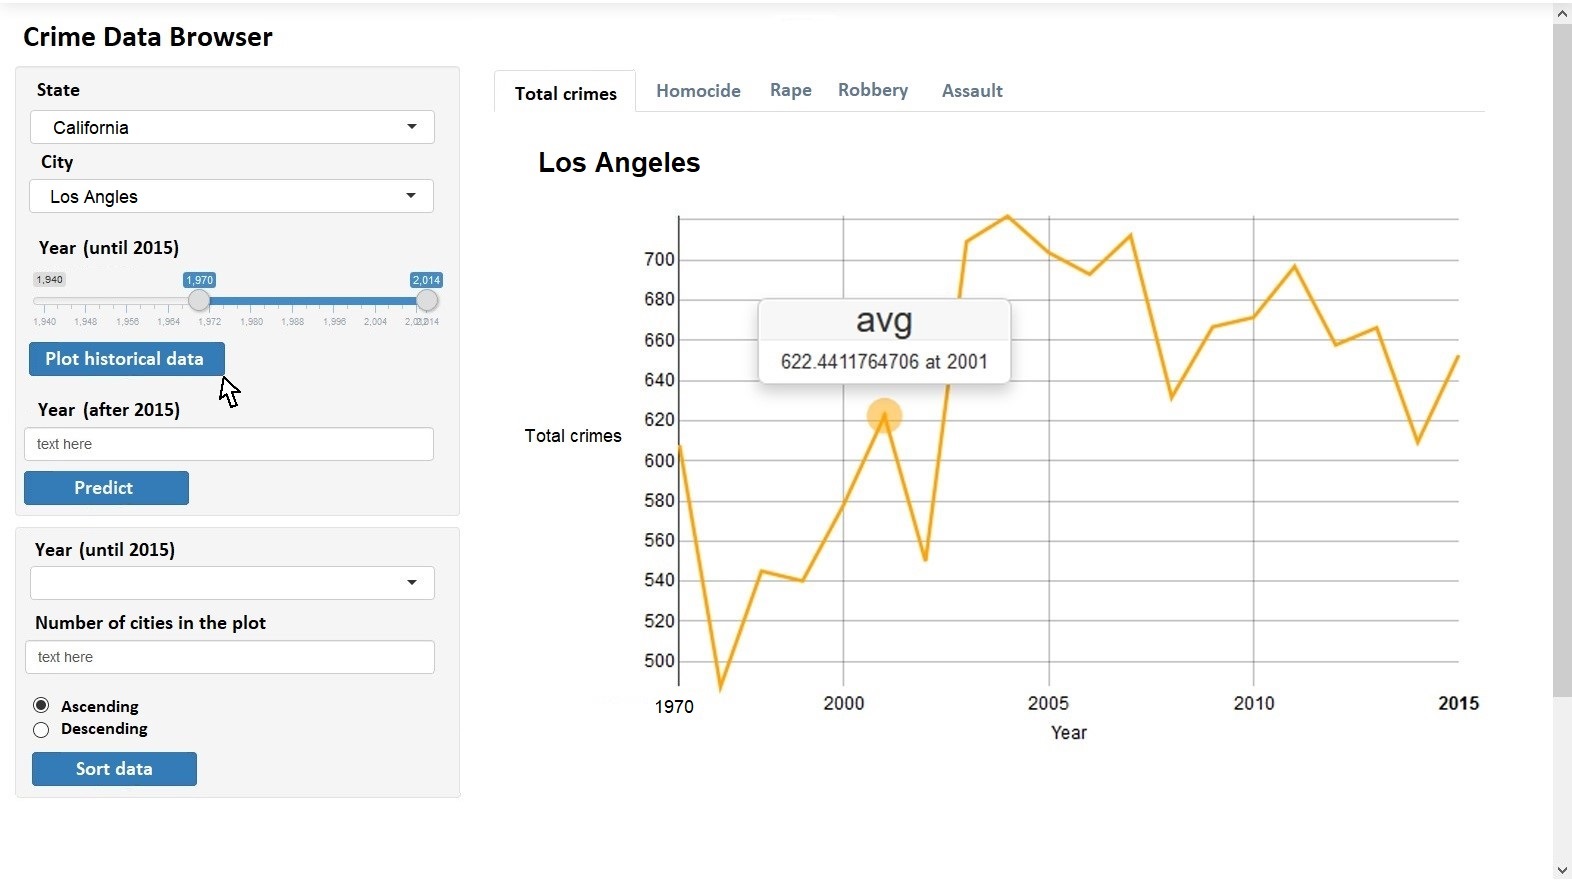 Crime Data Browser
State
California
City
Los Angles
Year (until 2015)
1,940 1,970 2,014
1,940 1,948 1,956 1,964 1,972 1,980 1,988 1,996 2,004 2,014
Plot historical data
Year (after 2015)
text here
Predict
Year (until 2015)
Number of cities in the plot
text here
Ascending
Descending
Sort data
Total crimes Homocide Rape Robbery Assault
Los Angeles
avg
622.4411764706 at 2001
Total crimes
700
680
660
640
620
600
580
560
540
520
500
1970 2000 2005 2010 2015
Year